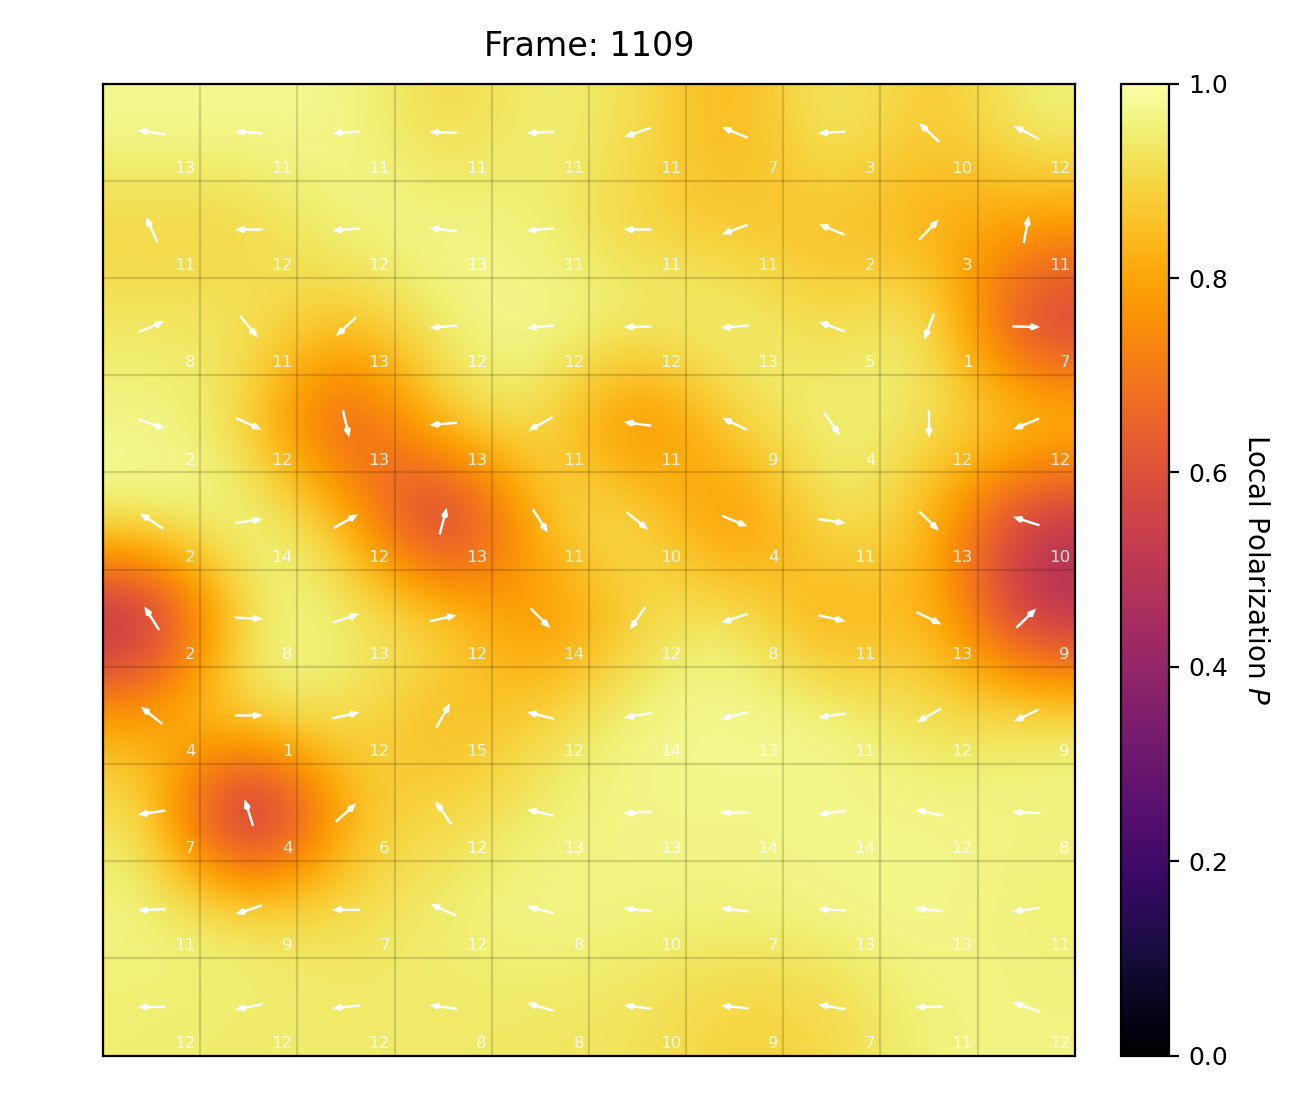 Frame: 1109
13 11 11 11 11 11 7 3 10 12
11 12 12 13 11 11 11 2 3 11
8 11 13 12 12 12 13 5 1 7
2 12 13 13 11 11 9 4 12 12
2 14 12 13 11 10 4 11 13 10
2 8 13 12 14 12 8 11 13 9
4 1 12 15 12 14 13 11 12 9
7 4 6 12 13 13 14 14 12 8
11 9 7 12 8 10 7 13 13 11
12 12 12 8 8 10 9 7 11 12
1.0
0.8
0.6
0.4
0.2
0.0
Local Polarization P